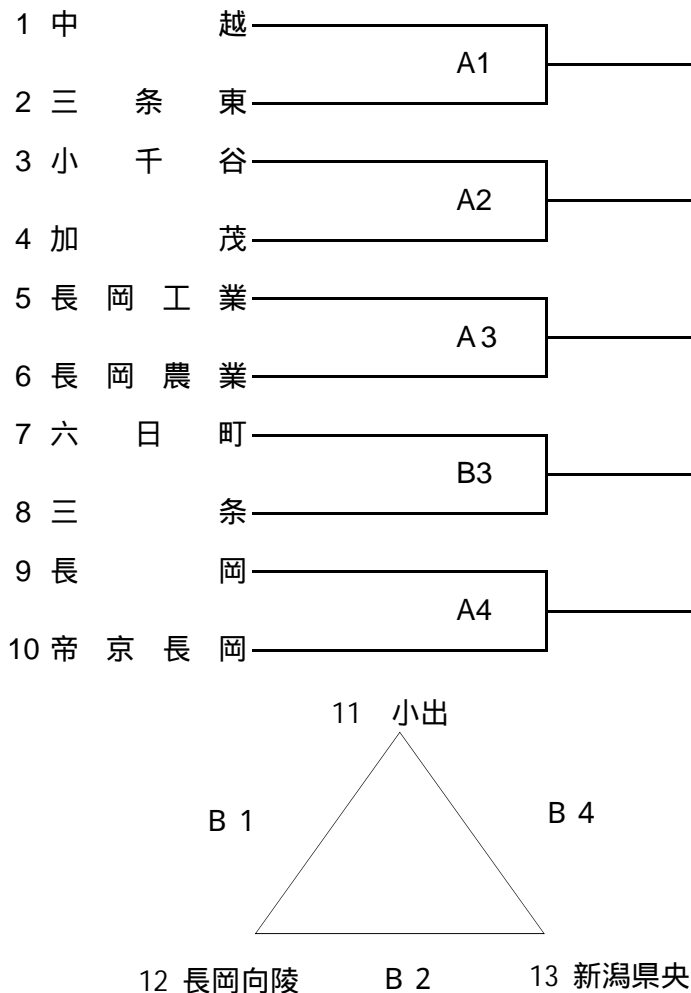 1 中越
A1
2 三条東
3 小千谷
A2
4 加茂
5 長岡工業
A3
6 長岡農業
7 六日町
B3
8 三条
9 長岡
A4
10 帝京長岡
11 小出
B 1
B 4
12 長岡向陵
B 2
13 新潟県央